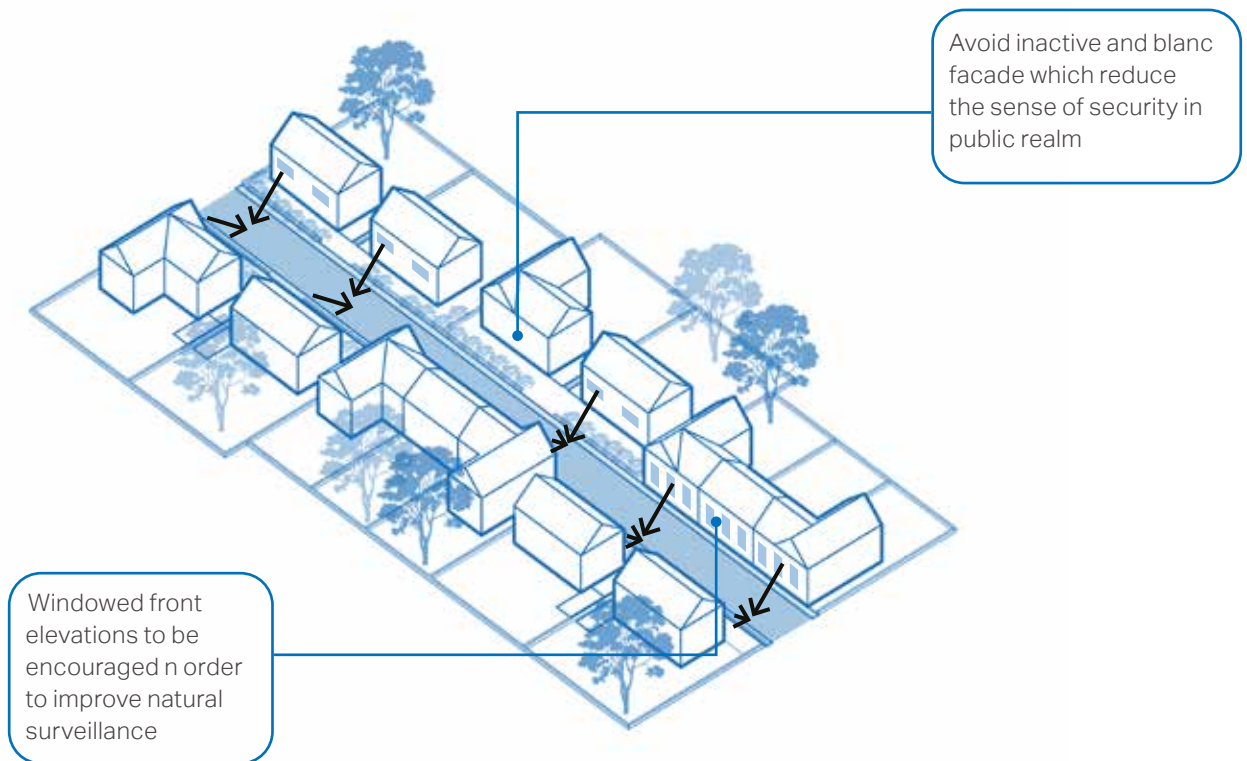 Avoid inactive and blanc
facade which reduce
the sense of security in
public realm
Windowed front
elevations to be
encouraged n order
to improve natural
surveillance